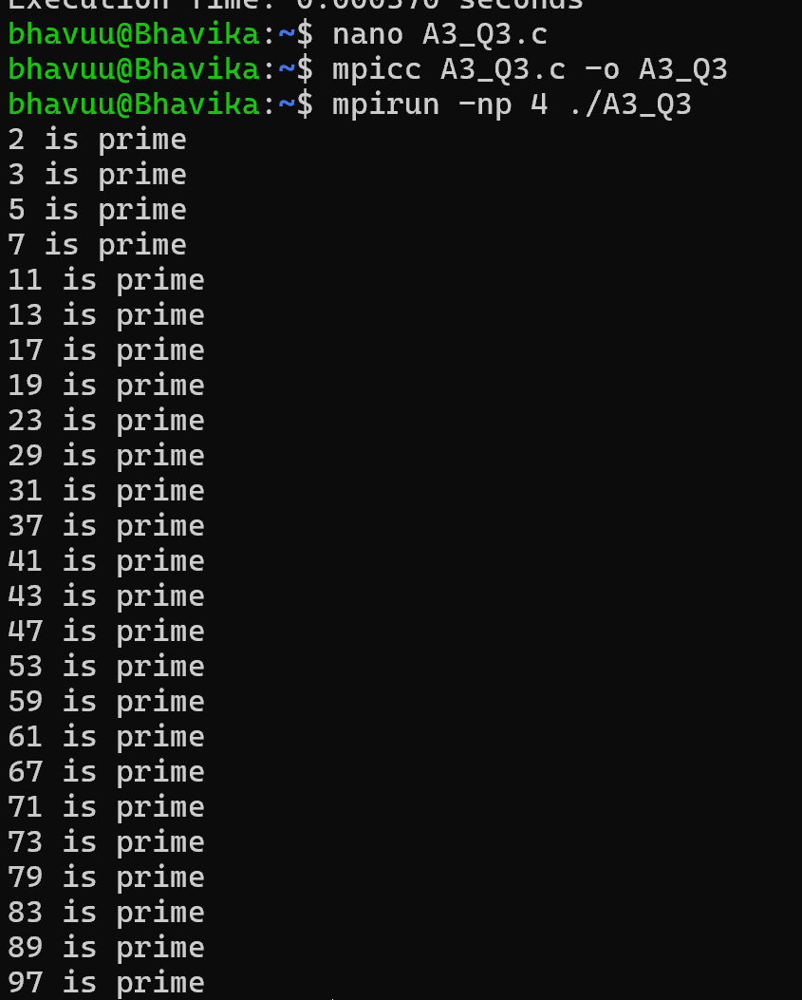 Execution Time: 0.000370 seconds
bhavuu@Bhavika:~$ nano A3_Q3.c
bhavuu@Bhavika:~$ mpicc A3_Q3.c -o A3_Q3
bhavuu@Bhavika:~$ mpirun -np 4 ./A3_Q3
2 is prime
3 is prime
5 is prime
7 is prime
11 is prime
13 is prime
17 is prime
19 is prime
23 is prime
29 is prime
31 is prime
37 is prime
41 is prime
43 is prime
47 is prime
53 is prime
59 is prime
61 is prime
67 is prime
71 is prime
73 is prime
79 is prime
83 is prime
89 is prime
97 is prime